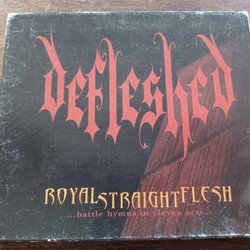 defleshed
ROYALSTRAIGHTFLESH
...battle hymns in eleven acts...